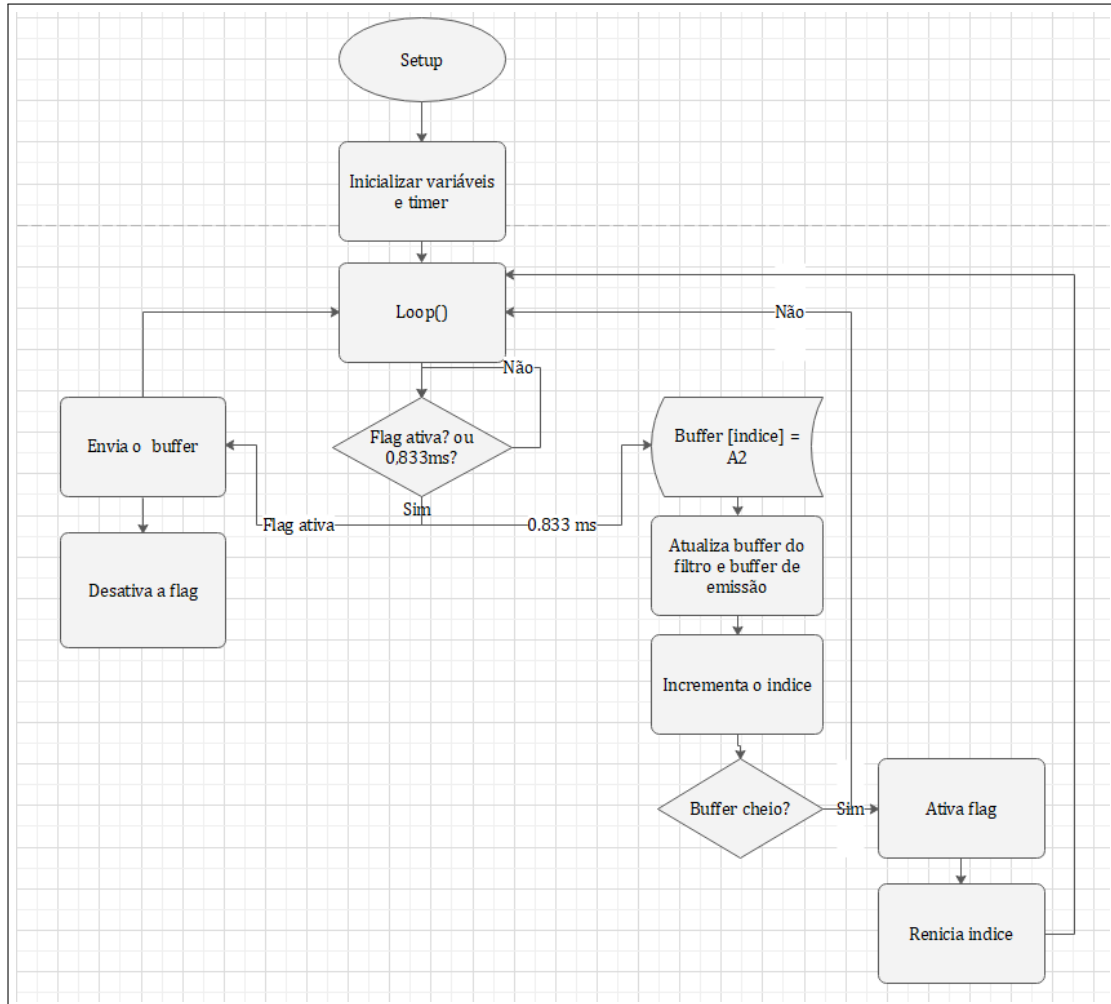 Setup
Inicializar variáveis
e timer
Loop()
Não
Não
Flag ativa? ou
0,833ms?
Sim
Envia o buffer
Buffer [indice] =
A2
Flag ativa
0.833 ms
Desativa a flag
Atualiza buffer do
filtro e buffer de
emissão
Incrementa o indice
Buffer cheio?
Sim
Ativa flag
Renicia indice